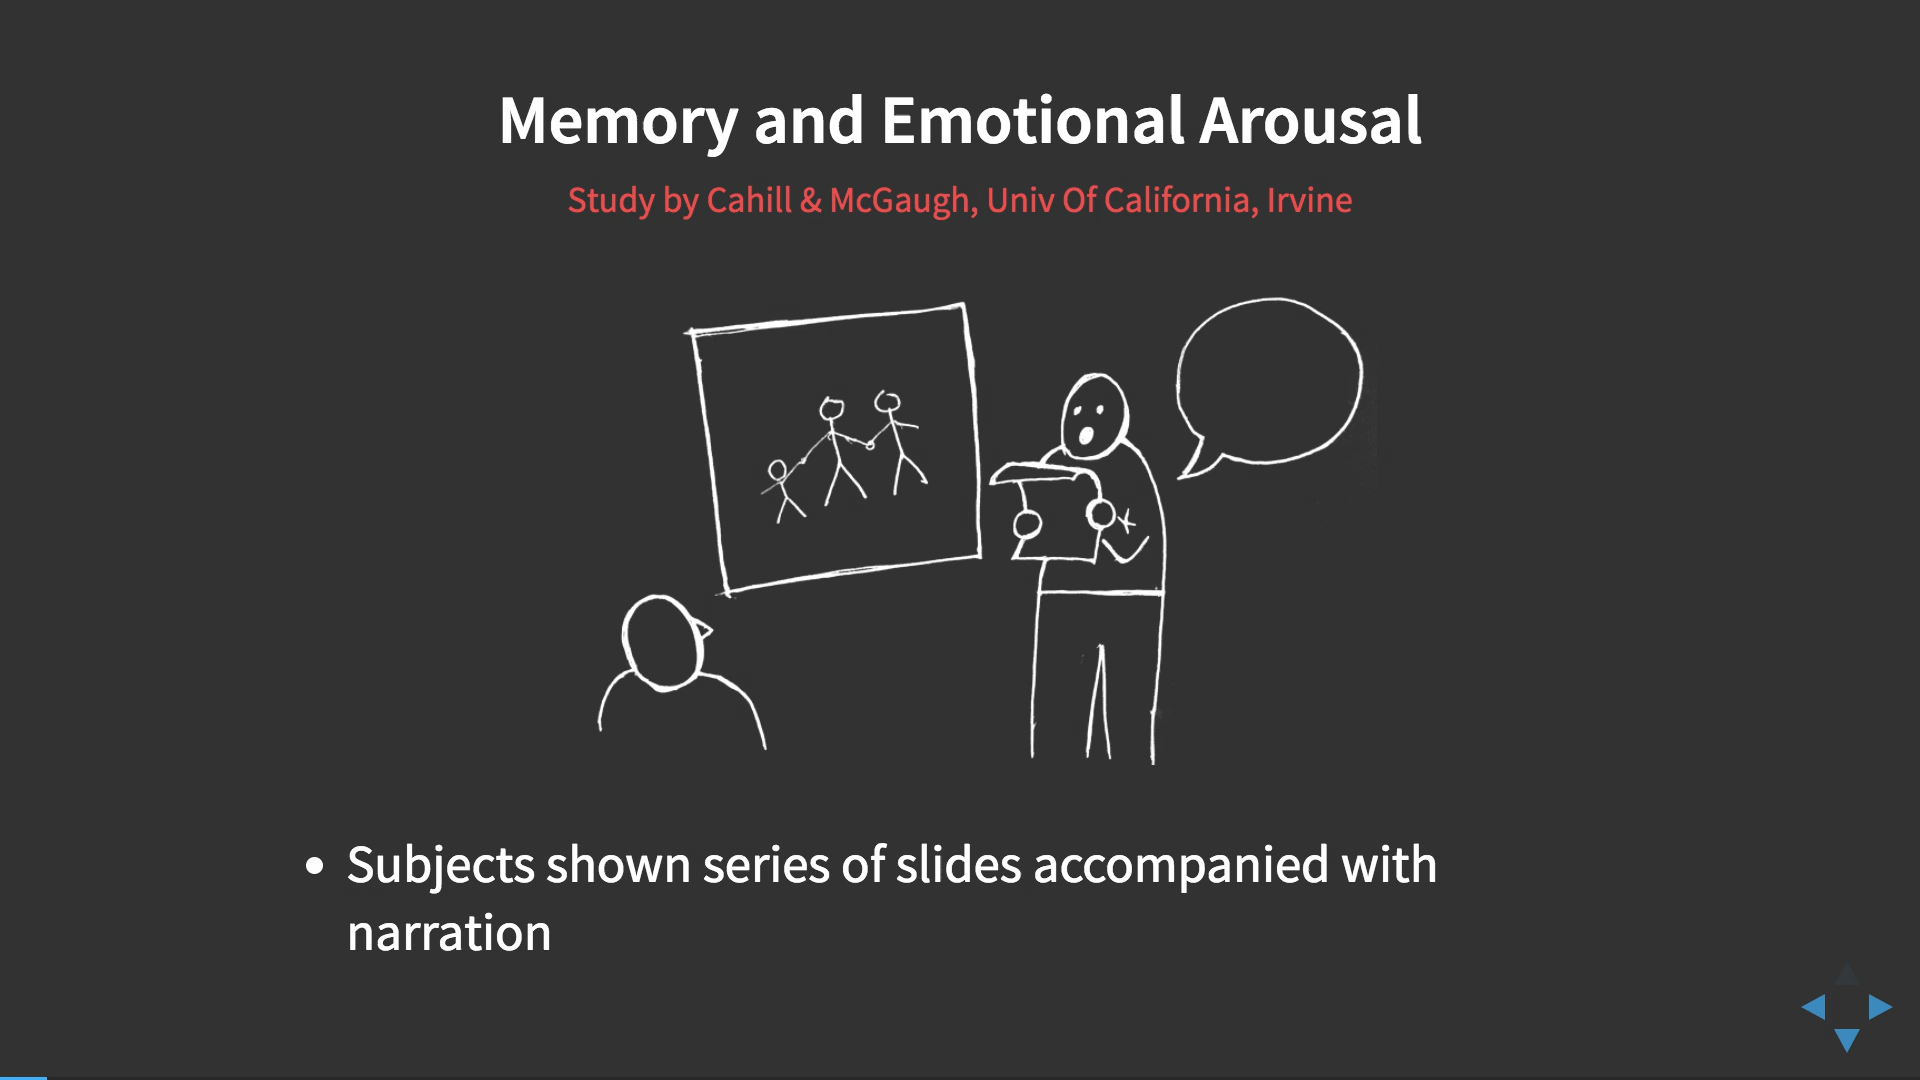 Memory and Emotional Arousal
Study by Cahill & McGaugh, Univ Of California, Irvine
• Subjects shown series of slides accompanied with
narration